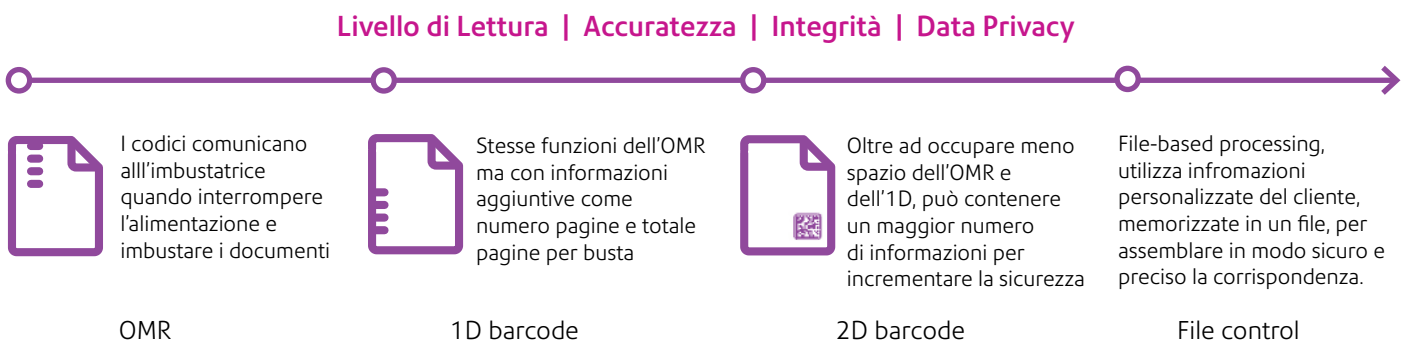 Livello di Lettura | Accuratezza | Integrità | Data Privacy
I codici comunicano
alll'imbustatrice
quando interrompere
l'alimentazione e
imbustare i documenti
OMR
Stesse funzioni dell'OMR
ma con informazioni
aggiuntive come
numero pagine e totale
pagine per busta
1D barcode
Oltre ad occupare meno
spazio dell'OMR e
dell'1D, può contenere
un maggior numero
di informazioni per
incrementare la sicurezza
2D barcode
File-based processing,
utilizza infromazioni
personalizzate del cliente,
memorizzate in un file, per
assemblare in modo sicuro e
preciso la corrispondenza.
File control